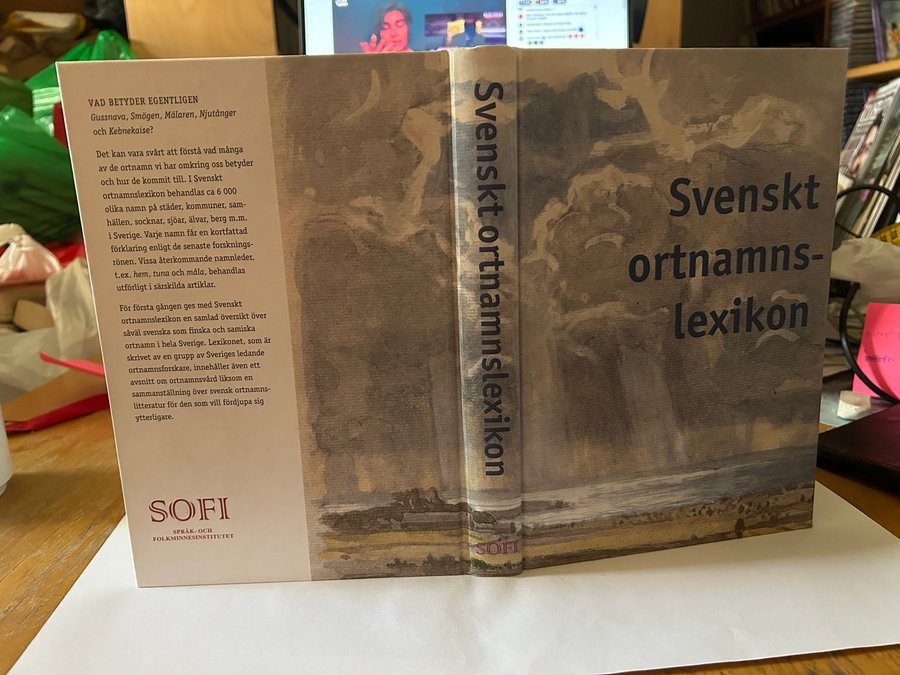 VAD BETYDER EGENTLIGEN
Gussnava, Smögen, Mälaren, Njutånger
och Kebnekaise?
Det kan vara svårt att förstå vad många
av de ortnamn vi har omkring oss betyder
och hur de kommit till. I Svenskt
ortnamnslexikon behandlas ca 6 000
olika namn på städer, kommuner, sam-
hällen, socknar, sjöar, älvar, berg m.m.
i Sverige. Varje namn får en kortfattad
förklaring enligt de senaste forsknings-
rönen. Vissa återkommande namnleder,
t.ex. hem, tuna och måla, behandlas
utförligt i särskilda artiklar.
För första gången ges med Svenskt
ortnamnslexikon en samlad översikt över
såväl svenska som finska och samiska
ortnamn i hela Sverige. Lexikonet, som är
skrivet av en grupp av Sveriges ledande
ortnamnsforskare, innehåller även ett
avsnitt om ortnamnsvård liksom en
sammanställning över svensk ortnamns-
litteratur för den som vill fördjupa sig
ytterligare.
SOFI
SPRÅK- OCH
FOLKMINNESINSTITUTET
Svenskt ortnamnslexikon
SOFI
Svenskt
ortnamns-
lexikon